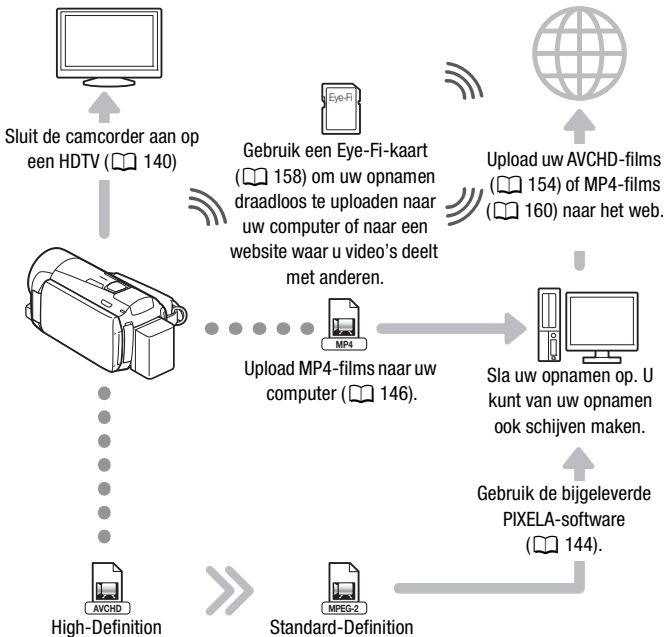 Sluit de camcorder aan op
een HDTV (140)
Eye-Fi
Gebruik een Eye-Fi-kaart
(158) om uw opnamen
draadloos te uploaden naar
uw computer of naar een
website waar u video's deelt
met anderen.
Upload uw AVCHD-films
(154) of MP4-films
(160) naar het web.
MP4
Upload MP4-films naar uw
computer (146).
Sla uw opnamen op. U
kunt van uw opnamen
ook schijven maken.
Gebruik de bijgeleverde
PIXELA-software
(144).
AVCHD
High-Definition
MPEG-2
Standard-Definition